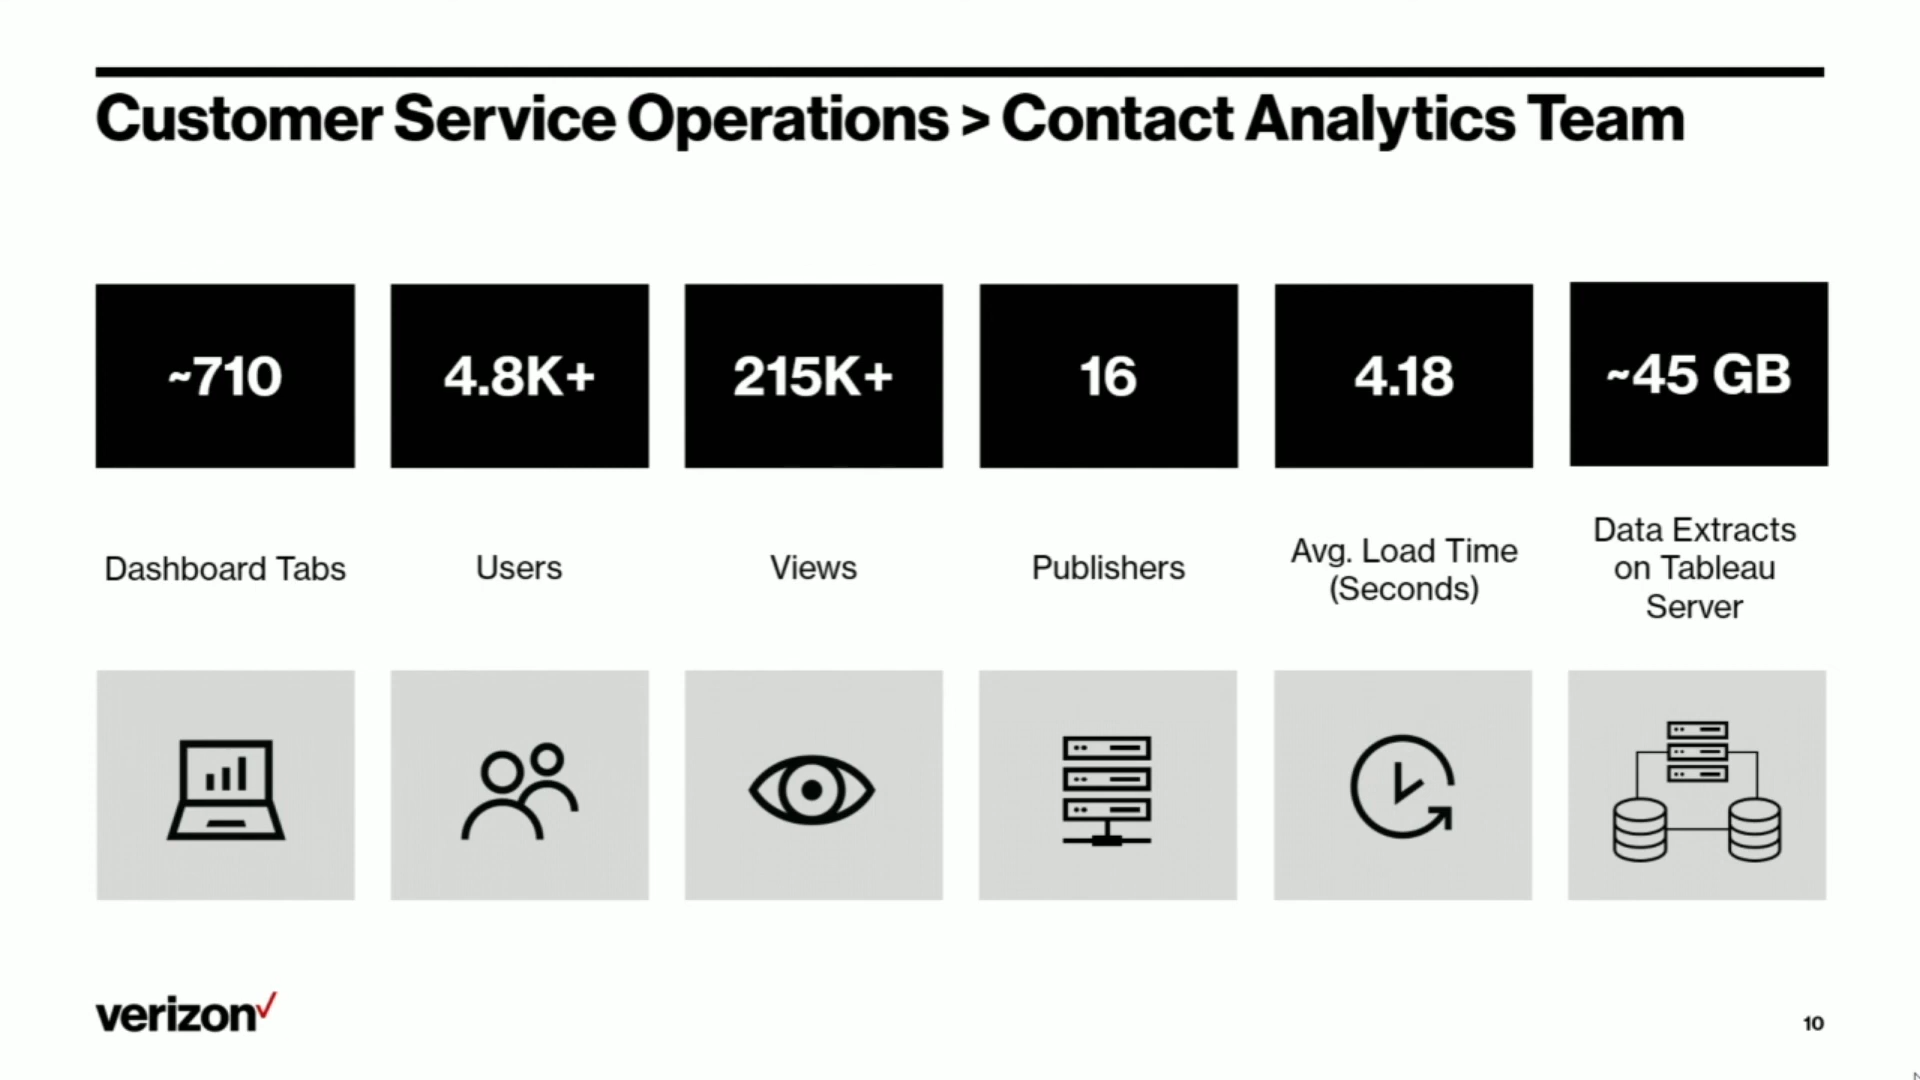 Customer Service Operations > Contact Analytics Team
~710
4.8K+
215K+
16
4.18
~45 GB
Dashboard Tabs
Users
Views
Publishers
Avg. Load Time
(Seconds)
Data Extracts
on Tableau
Server
verizon
10